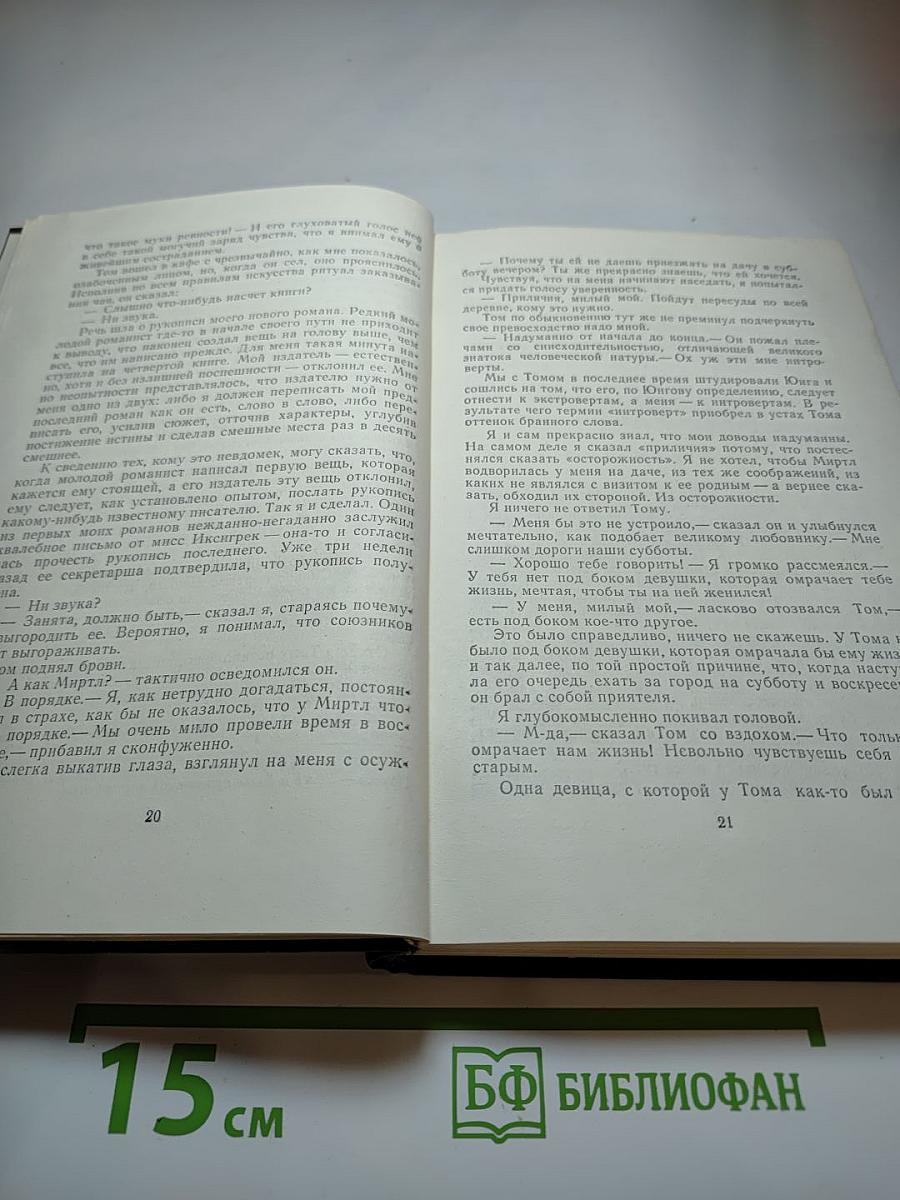 что такое муки ревности! — И его глуховатый голос нес
в себе такой могучий заряд чувства, что я внимал ему с
живейшим состраданием.
Том вошел в кафе с чрезвычайно, как мне показалось,
озабоченным лицом, но, когда он сел, оно прояснилось.
Исполнив по всем правилам искусства ритуал заказыва-
ния чая, он сказал:
— Слышно что-нибудь насчет книги?
— Ни звука.
Речь шла о рукописи моего нового романа. Редкий мо-
лодой романист где-то в начале своего пути не приходит
к выводу, что наконец создал вещь на голову выше, чем
все, что им написано прежде. Для меня такая минута на-
ступила на четвертой книге. Мой издатель — естествен-
но, хотя и без излишней поспешности — отклонил ее. Мне
по неопытности представлялось, что издателю нужно от
меня одно из двух: либо я должен переписать мой пред-
последний роман как он есть, слово в слово, либо пере-
писать его, усилив сюжет, отточив характеры, углубив
постижение истины и сделав смешные места раз в десять
смешнее.
К сведению тех, кому это невдомек, могу сказать, что,
когда молодой романист написал первую вещь, которая
кажется ему стоящей, а его издатель эту вещь отклонил,
ему следует, как установлено опытом, послать рукопись
какому-нибудь известному писателю. Так я и сделал. Один
из первых моих романов нежданно-негаданно заслужил
хвалебное письмо от мисс Иксигрек — она-то и согласи-
лась прочесть рукопись последнего. Уже три недели
назад ее секретарша подтвердила, что рукопись полу-
на.
— Ни звука?
— Занята, должно быть,— сказал я, стараясь почему-
выгородить ее. Вероятно, я понимал, что союзников
т выгораживать.
ом поднял брови.
А как Миртл? — тактично осведомился он.
В порядке.— Я, как нетрудно догадаться, постоян-
л в страхе, как бы не оказалось, что у Миртл что-
порядке.— Мы очень мило провели время в вос-
е,— прибавил я сконфуженно.
слегка выкатив глаза, взглянул на меня с осуж-
20
— Почему ты ей не даешь приезжать на дачу в суб-
боту вечером? Ты же прекрасно знаешь, что ей хочется.
Чувствуя, что на меня начинают наседать, я попытал-
ся придать голосу уверенность.
— Приличия, милый мой. Пойдут пересуды по всей
деревне, кому это нужно.
Том по обыкновению тут же не преминул подчеркнуть
свое превосходство надо мной.
— Надуманно от начала до конца.— Он пожал пле-
чами со снисходительностью, отличающей великого
знатока человеческой натуры.— Ох уж эти мне интро-
верты.
Мы с Томом в последнее время штудировали Юнга и
сошлись на том, что его, по Юнгову определению, следует
отнести к экстровертам, а меня — к интровертам. В ре-
зультате чего термин «интроверт» приобрел в устах Тома
оттенок бранного слова.
Я и сам прекрасно знал, что мои доводы надуманны.
На самом деле я сказал «приличия» потому, что постес-
нялся сказать «осторожность». Я не хотел, чтобы Миртл
водворилась у меня на даче, из тех же соображений, из
каких не являлся с визитом к ее родным — а вернее ска-
зать, обходил их стороной. Из осторожности.
Я ничего не ответил Тому.
— Меня бы это не устроило,— сказал он и улыбнулся
мечтательно, как подобает великому любовнику.— Мне
слишком дороги наши субботы.
— Хорошо тебе говорить! — Я громко рассмеялся.—
У тебя нет под боком девушки, которая омрачает тебе
жизнь, мечтая, чтобы ты на ней женился!
— У меня, милый мой,— ласково отозвался Том,—
есть под боком кое-что другое.
Это было справедливо, ничего не скажешь. У Тома н
было под боком девушки, которая омрачала бы ему жиз
и так далее, по той простой причине, что, когда насту
ла его очередь ехать за город на субботу и воскресе
он брал с собой приятеля.
Я глубокомысленно покивал головой.
— М-да,— сказал Том со вздохом.— Что тольк
омрачает нам жизнь! Невольно чувствуешь себя
старым.
Одна девица, с которой у Тома как-то был
21
15 см
БФ БИБЛИОФАН